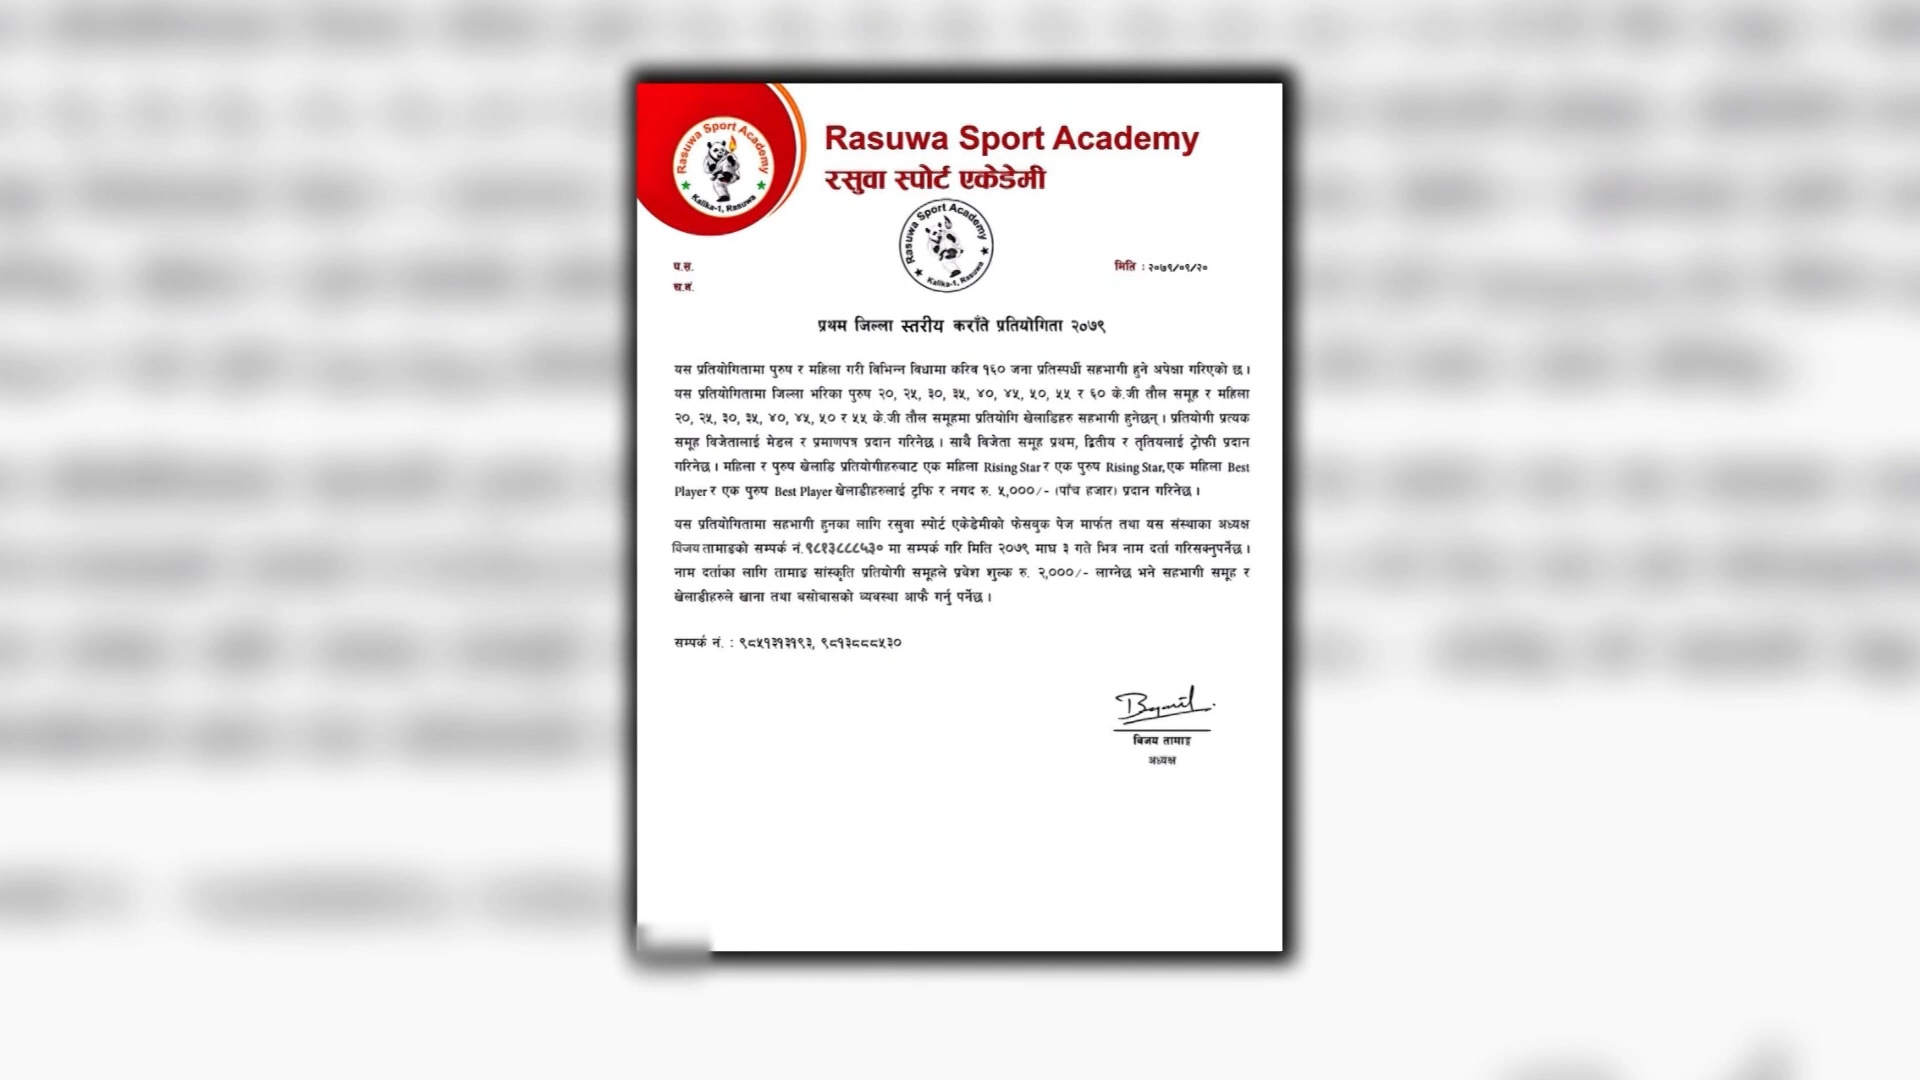 Rasuwa Sport Academy
Kalika-1, Rasuwa
Rasuwa Sport Academy
रसुवा स्पोर्ट एकेडेमी
Rasuwa Sport Academy
Kalika-1, Rasuwa
प.स.
च.नं.
मिति : २०७९/०९/२०
प्रथम जिल्ला स्तरीय कराँते प्रतियोगिता २०७९
यस प्रतियोगितामा पुरुष र महिला गरी विभिन्न विधामा करिब १६० जना प्रतिस्पर्धी सहभागी हुने अपेक्षा गरिएको छ।
यस प्रतियोगितामा जिल्ला भरिका पुरुष २०, २५, ३०, ३५, ४०, ४५, ५०, ५५ र ६० के.जी तौल समूह र महिला
२०, २५, ३०, ३५, ४०, ४५, ५० र ५५ के.जी तौल समूहमा प्रतियोगि खेलाडिहरु सहभागी हुनेछन्। प्रतियोगी प्रत्यक
समूह विजेतालाई मेडल र प्रमाणपत्र प्रदान गरिनेछ। साथै विजेता समूह प्रथम, द्वितीय र तृतियलाई ट्रोफी प्रदान
गरिनेछ। महिला र पुरुष खेलाडि प्रतियोगीहरुबाट एक महिला Rising Star र एक पुरुष Rising Star, एक महिला Best
Player र एक पुरुष Best Player खेलाडीहरुलाई ट्रफि र नगद रु. ५,०००/- (पाँच हजार) प्रदान गरिनेछ।
यस प्रतियोगितामा सहभागी हुनका लागि रसुवा स्पोर्ट एकेडेमीको फेसबुक पेज मार्फत तथा यस संस्थाका अध्यक्ष
विजय तामाङको सम्पर्क नं. ९८१३८८८५३० मा सम्पर्क गरि मिति २०७९ माघ ३ गते भित्र नाम दर्ता गरिसक्नुपर्नेछ।
नाम दर्ताका लागि तामाङ सांस्कृति प्रतियोगी समूहले प्रवेश शुल्क रु. २,०००/- लाग्नेछ भने सहभागी समूह र
खेलाडीहरुले खाना तथा बसोबासको व्यवस्था आफै गर्नु पर्नेछ।
सम्पर्क नं. : ९८५१३१३१९३, ९८१३८८८५३०
बिजय तामाङ
अध्यक्ष